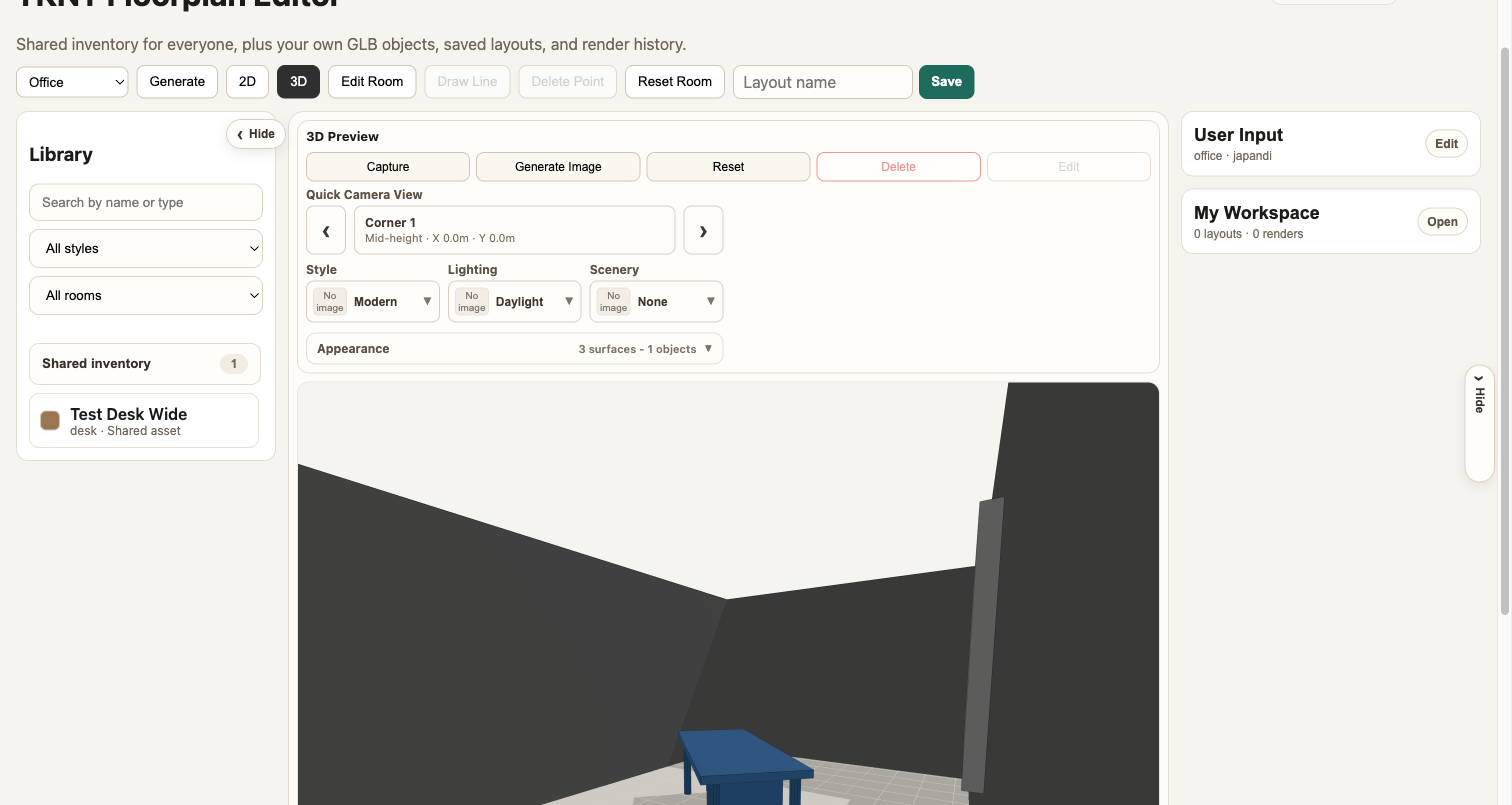 TRNT Floorplan Editor
Shared inventory for everyone, plus your own GLB objects, saved layouts, and render history.
Office Generate 2D 3D Edit Room Draw Line Delete Point Reset Room Layout name Save
‹ Hide
Library
Search by name or type
All styles
All rooms
Shared inventory 1
Test Desk Wide
desk · Shared asset
3D Preview
Capture Generate Image Reset Delete Edit
Quick Camera View
‹ Corner 1 ›
Mid-height · X 0.0m · Y 0.0m
Style Lighting Scenery
No image Modern ▼ No image Daylight ▼ No image None ▼
Appearance 3 surfaces - 1 objects ▼
User Input
office · japandi
Edit
My Workspace
0 layouts · 0 renders
Open
› Hide